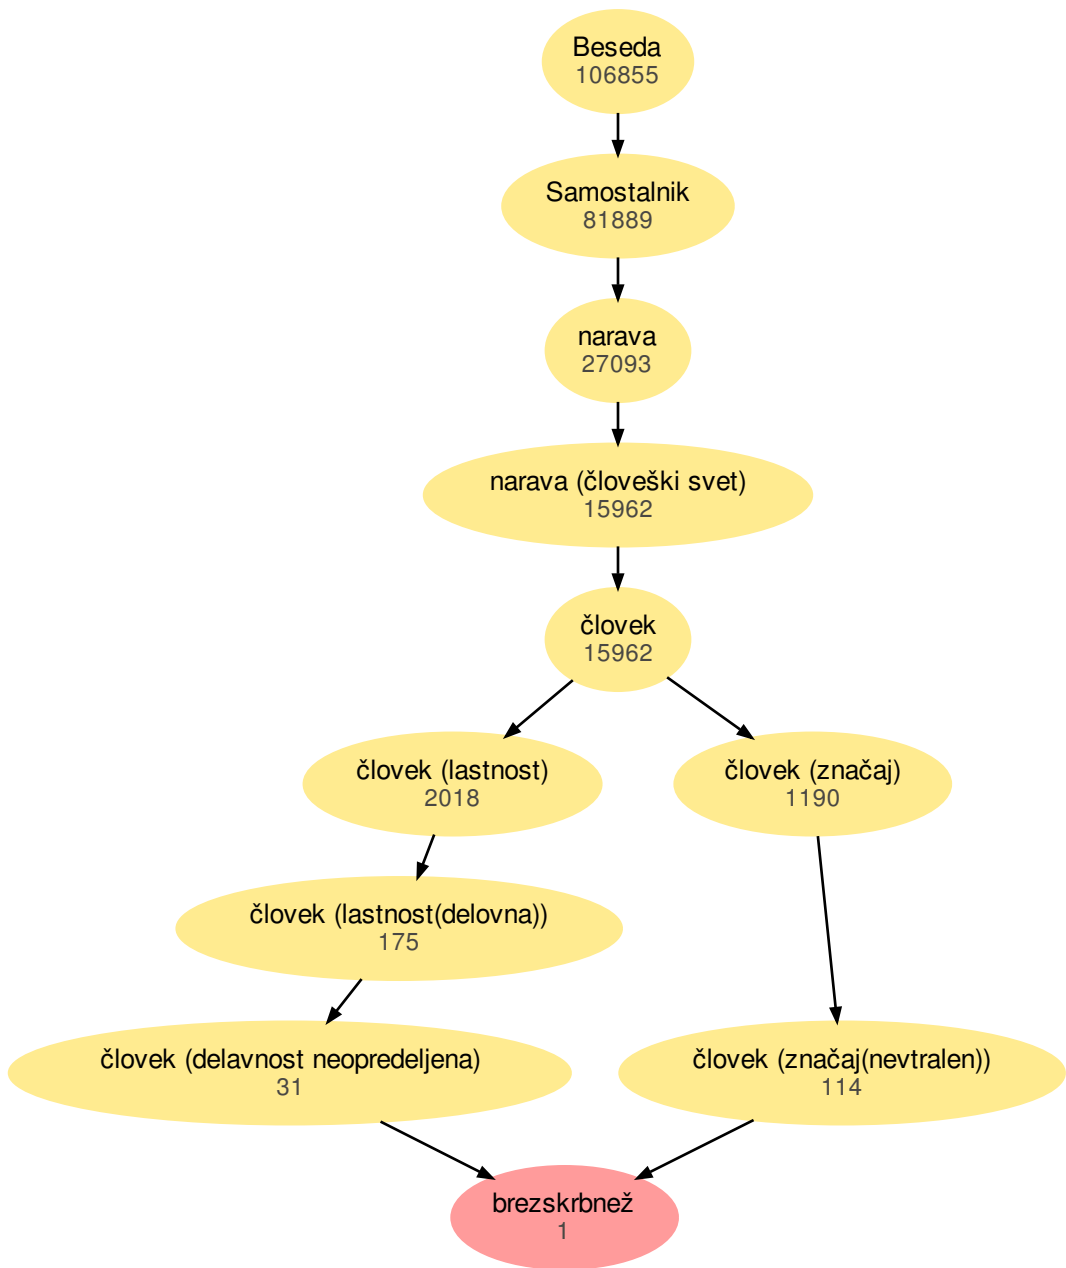 Beseda
106855
Samostalnik
81889
narava
27093
narava (človeški svet)
15962
človek
15962
človek (lastnost)
2018
človek (značaj)
1190
človek (lastnost(delovna))
175
človek (delavnost neopredeljena)
31
človek (značaj(nevtralen))
114
brezskrbnež
1